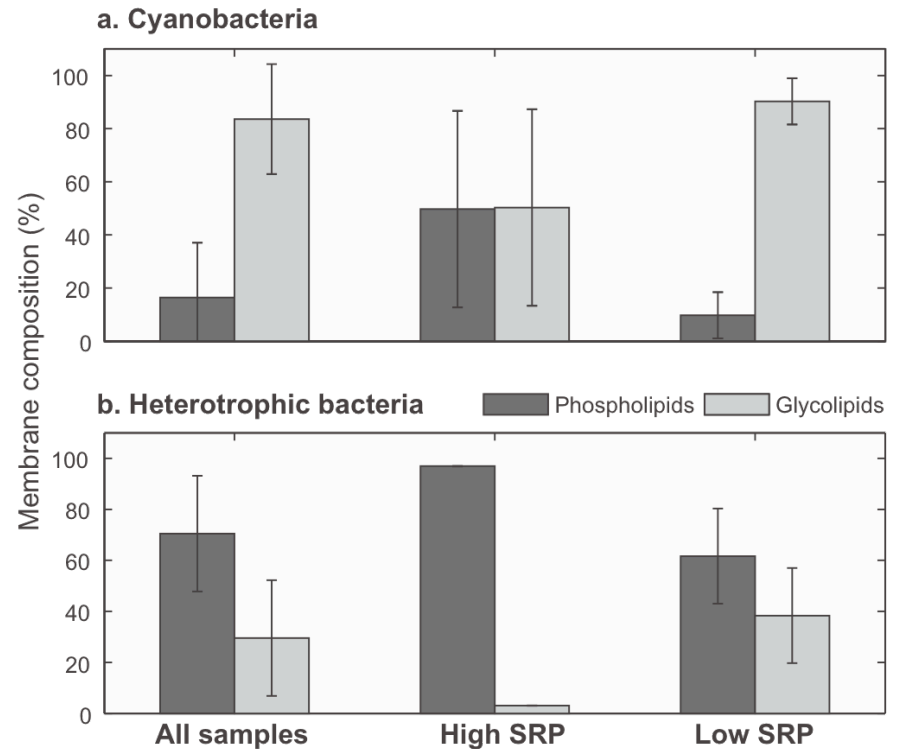 a. Cyanobacteria
100
80
60
40
20
0
Membrane composition (%)
b. Heterotrophic bacteria
Phospholipids
Glycolipids
100
80
60
40
20
0
All samples
High SRP
Low SRP